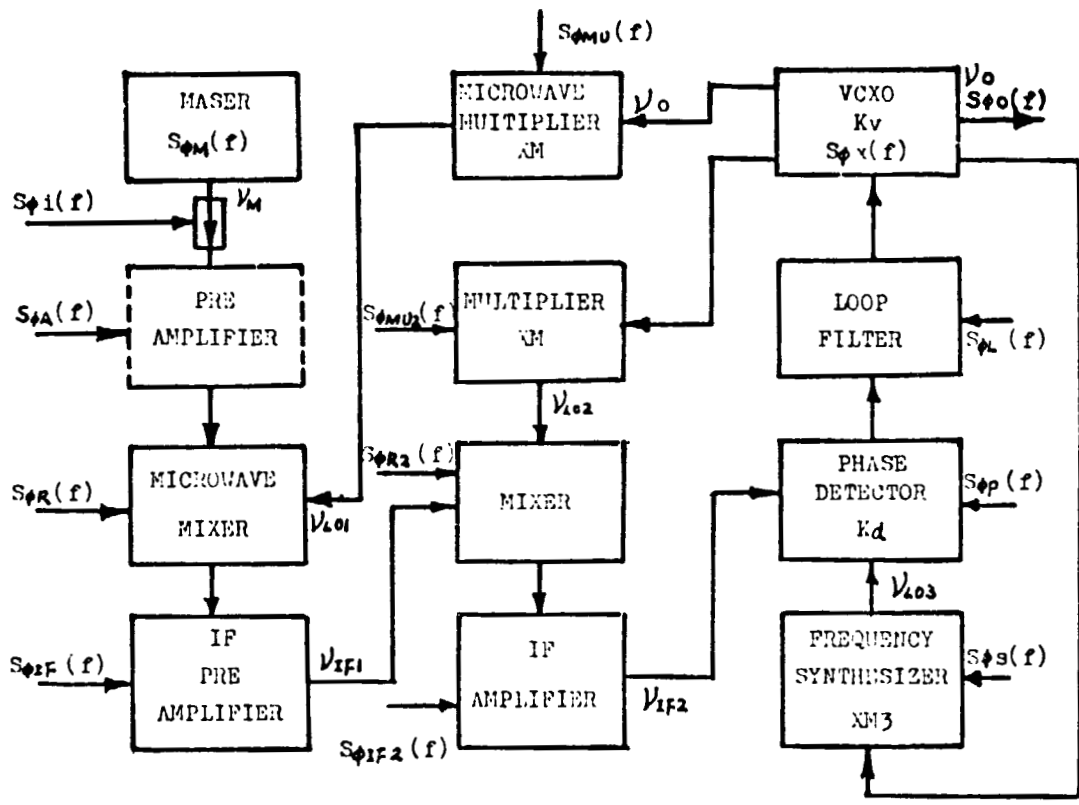 MASER
SφM(f)
Sφi(f)
νM
SφA(f)
PRE
AMPLIFIER
SφR(f)
MICROWAVE
MIXER
νLO1
SφIF(f)
IF
PRE
AMPLIFIER
νIF1
SφMU(f)
MICROWAVE
MUITIPLIER
XM
ν0
SφMU2(f)
MULTIPLIER
XM
νLO2
SφR2(f)
MIXER
IF
AMPLIFIER
νIF2
SφIF2(f)
VCXO
Kv
SφX(f)
ν0
Sφ0(f)
LOOP
FILTER
SφL(f)
PHASE
DETECTOR
Kd
Sφp(f)
νLO3
FREQUENCY
SYNTHESIZER
XM3
Sφs(f)